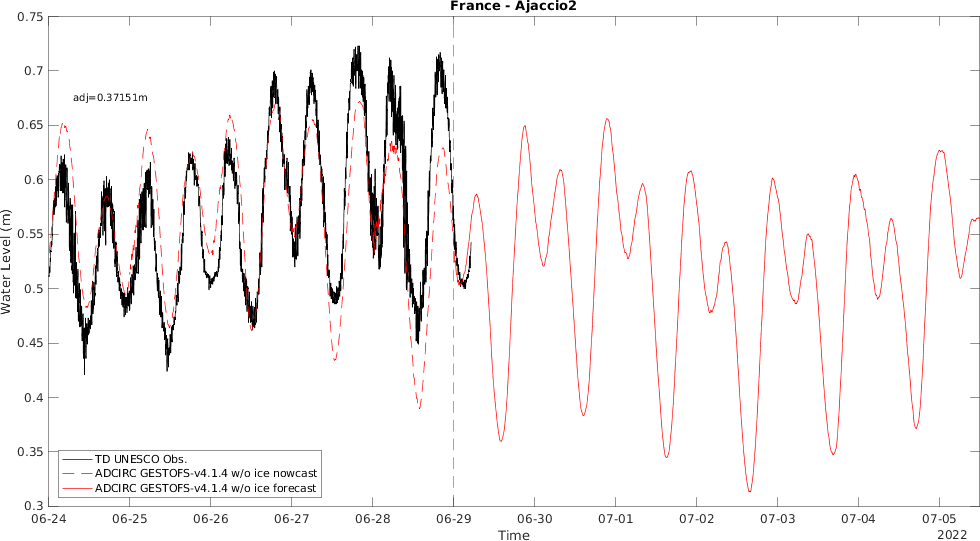 France - Ajaccio2
0.75
0.7
0.65
0.6
0.55
0.5
0.45
0.4
0.35
0.3
Water Level (m)
adj=0.37151m
TD UNESCO Obs.
ADCIRC GESTOFS-v4.1.4 w/o ice nowcast
ADCIRC GESTOFS-v4.1.4 w/o ice forecast
06-24 06-25 06-26 06-27 06-28 06-29 06-30 07-01 07-02 07-03 07-04 07-05
Time
2022